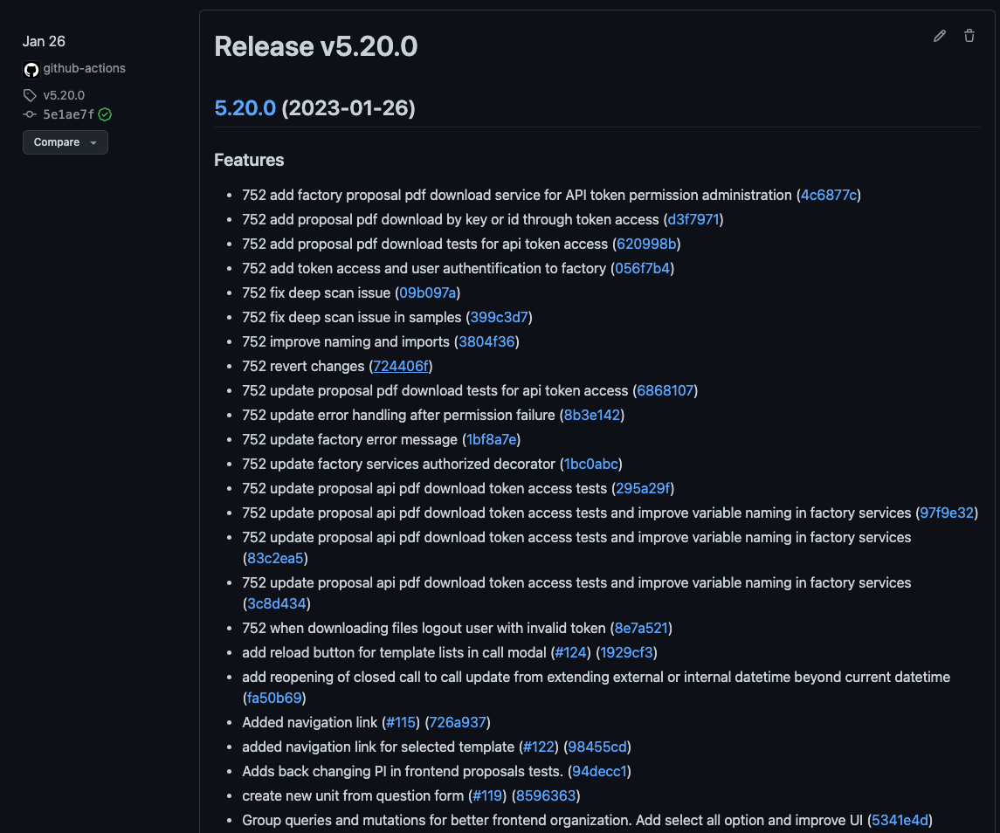 Jan 26
github-actions
v5.20.0
5e1ae7f
Compare
Release v5.20.0
5.20.0 (2023-01-26)
Features
752 add factory proposal pdf download service for API token permission administration (4c6877c)
752 add proposal pdf download by key or id through token access (d3f7971)
752 add proposal pdf download tests for api token access (620998b)
752 add token access and user authentification to factory (056f7b4)
752 fix deep scan issue (09b097a)
752 fix deep scan issue in samples (399c3d7)
752 improve naming and imports (3804f36)
752 revert changes (724406f)
752 update proposal pdf download tests for api token access (6868107)
752 update error handling after permission failure (8b3e142)
752 update factory error message (1bf8a7e)
752 update factory services authorized decorator (1bc0abc)
752 update proposal api pdf download token access tests (295a29f)
752 update proposal api pdf download token access tests and improve variable naming in factory services (97f9e32)
752 update proposal api pdf download token access tests and improve variable naming in factory services
(83c2ea5)
752 update proposal api pdf download token access tests and improve variable naming in factory services
(3c8d434)
752 when downloading files logout user with invalid token (8e7a521)
add reload button for template lists in call modal (#124) (1929cf3)
add reopening of closed call to call update from extending external or internal datetime beyond current datetime
(fa50b69)
Added navigation link (#115) (726a937)
added navigation link for selected template (#122) (98455cd)
Adds back changing PI in frontend proposals tests. (94decc1)
create new unit from question form (#119) (8596363)
Group queries and mutations for better frontend organization. Add select all option and improve UI (5341e4d)